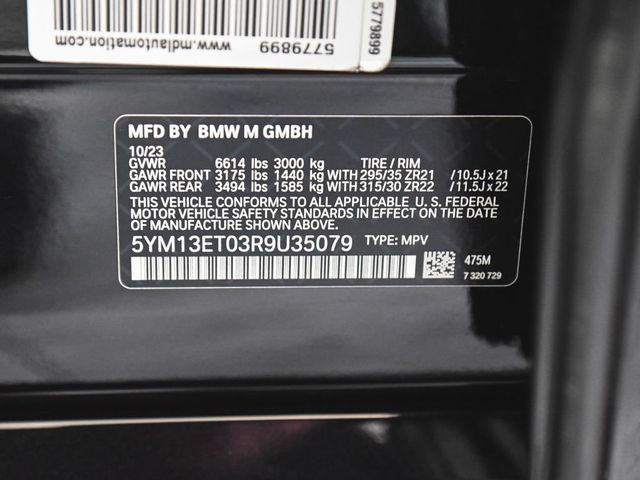 5779899
www.mdlautomation.com
5779899
MFD BY BMW M GMBH
10/23
GVWR 6614 lbs 3000 kg TIRE / RIM
GAWR FRONT 3175 lbs 1440 kg WITH 295/35 ZR21 / 10.5J x 21
GAWR REAR 3494 lbs 1585 kg WITH 315/30 ZR22 / 11.5J x 22
THIS VEHICLE CONFORMS TO ALL APPLICABLE U. S. FEDERAL
MOTOR VEHICLE SAFETY STANDARDS IN EFFECT ON THE DATE
OF MANUFACTURE SHOWN ABOVE.
5YM13ET03R9U35079 TYPE: MPV
475M
7 320 729